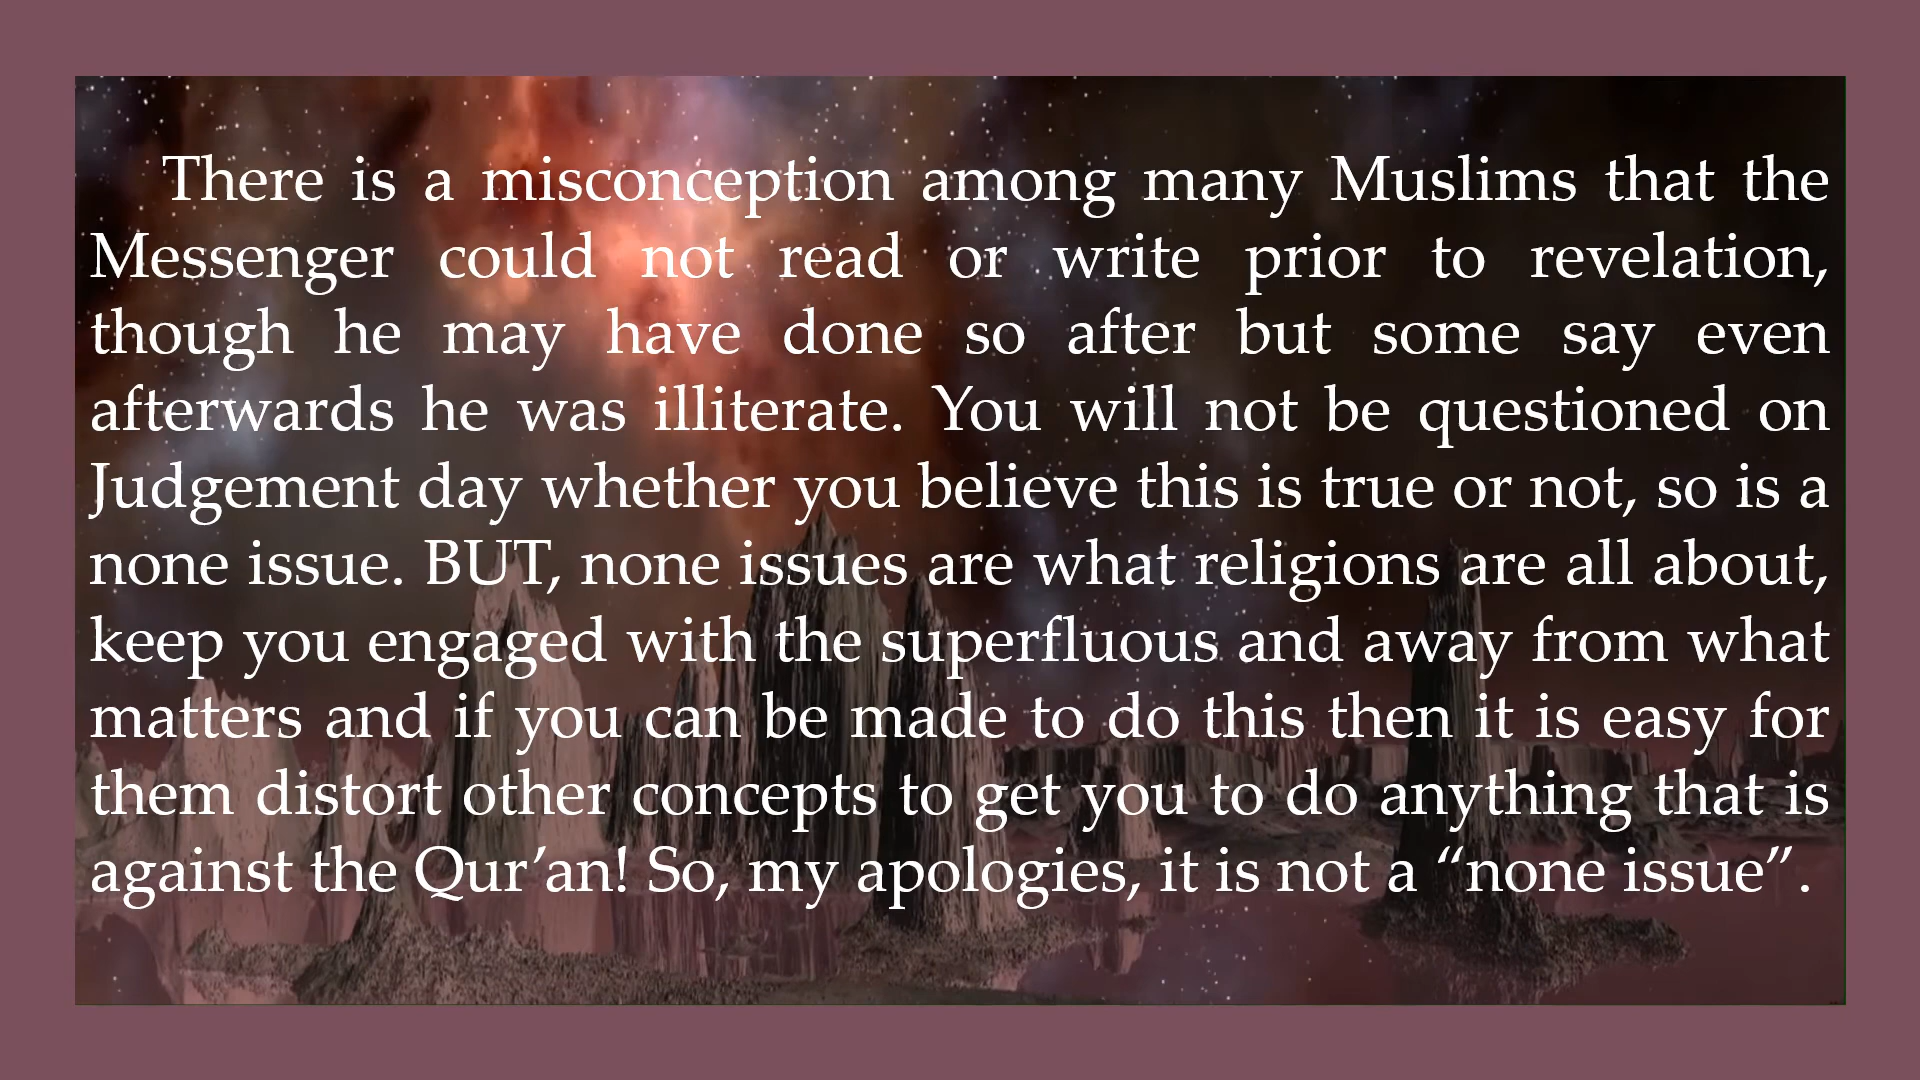 There is a misconception among many Muslims that the
Messenger could not read or write prior to revelation,
though he may have done so after but some say even
afterwards he was illiterate. You will not be questioned on
Judgement day whether you believe this is true or not, so is a
none issue. BUT, none issues are what religions are all about,
keep you engaged with the superfluous and away from what
matters and if you can be made to do this then it is easy for
them distort other concepts to get you to do anything that is
against the Qur’an! So, my apologies, it is not a “none issue”.